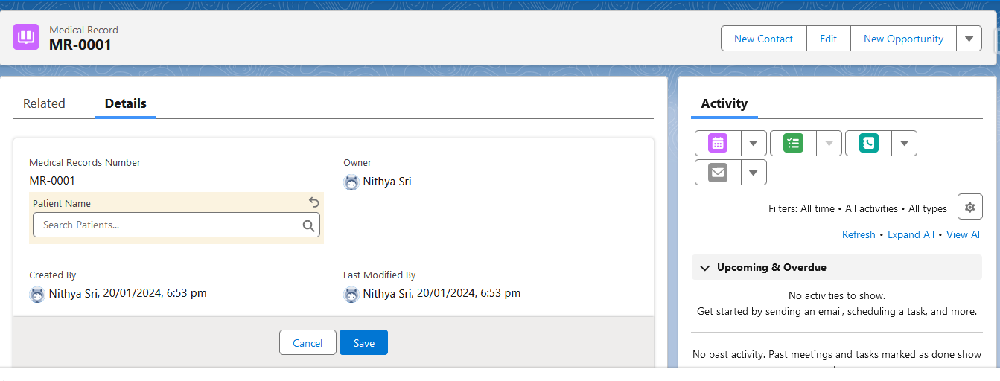 Medical Record
MR-0001
New Contact
Edit
New Opportunity
Related
Details
Medical Records Number
MR-0001
Owner
Nithya Sri
Patient Name
Search Patients...
Created By
Nithya Sri, 20/01/2024, 6:53 pm
Last Modified By
Nithya Sri, 20/01/2024, 6:53 pm
Cancel
Save
Activity
Filters: All time • All activities • All types
Refresh • Expand All • View All
Upcoming & Overdue
No activities to show.
Get started by sending an email, scheduling a task, and more.
No past activity. Past meetings and tasks marked as done show